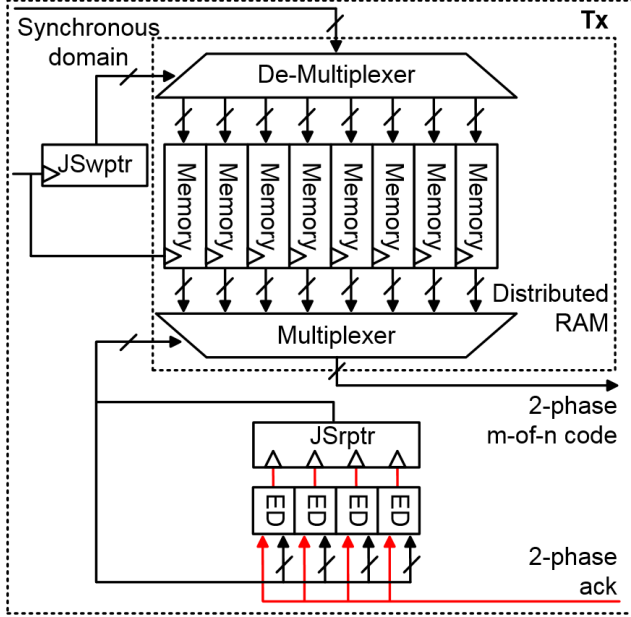 Tx
Synchronous
domain
De-Multiplexer
JSwptr
Memory
Memory
Memory
Memory
Memory
Memory
Memory
Memory
Distributed
RAM
Multiplexer
2-phase
m-of-n code
JSrptr
ED
ED
ED
ED
2-phase
ack